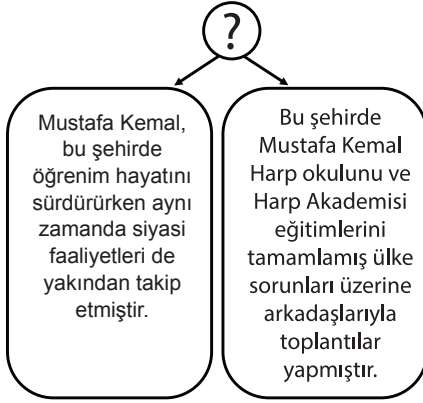 ?
Mustafa Kemal,
bu şehirde
öğrenim hayatını
sürdürürken aynı
zamanda siyasi
faaliyetleri de
yakından takip
etmiştir.
Bu şehirde
Mustafa Kemal
Harp okulunu ve
Harp Akademisi
eğitimlerini
tamamlamış ülke
sorunları üzerine
arkadaşlarıyla
toplantılar
yapmıştır.